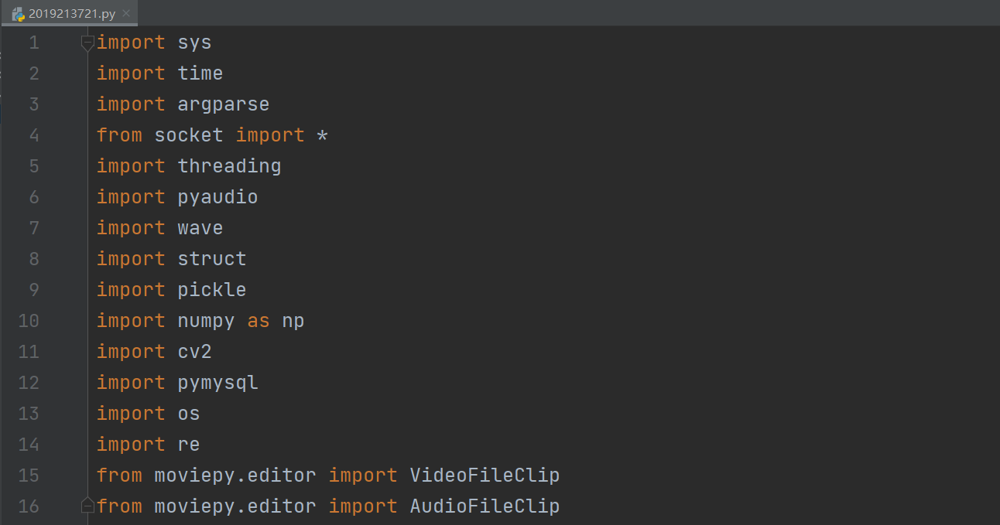 2019213721.py
1 import sys
2 import time
3 import argparse
4 from socket import *
5 import threading
6 import pyaudio
7 import wave
8 import struct
9 import pickle
10 import numpy as np
11 import cv2
12 import pymysql
13 import os
14 import re
15 from moviepy.editor import VideoFileClip
16 from moviepy.editor import AudioFileClip